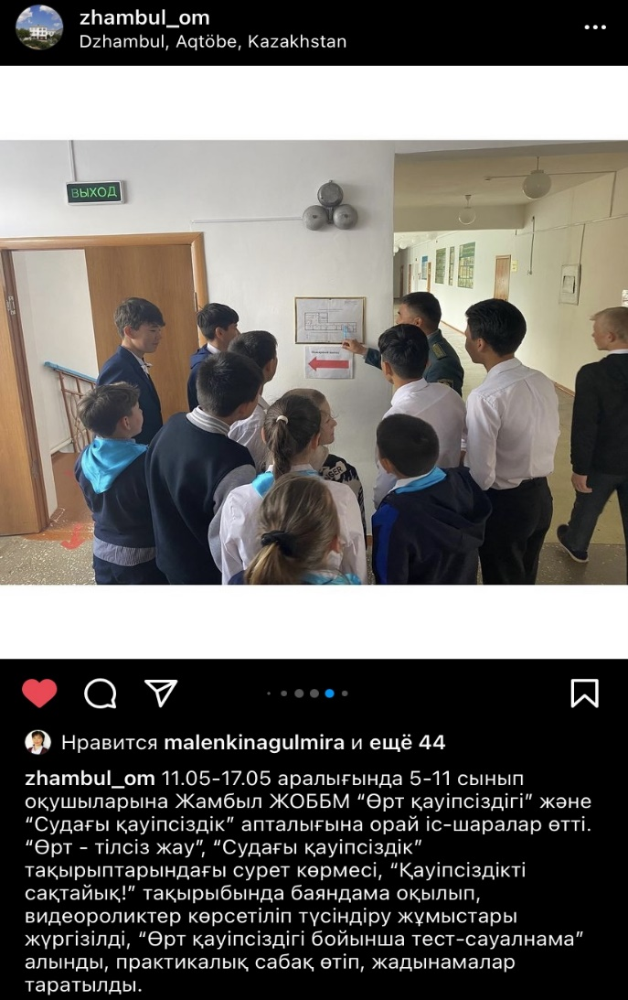 zhambul_om
Dzhambul, Aqtöbe, Kazakhstan
ВЫХОД
Нравится malenkinagulmira и ещё 44
zhambul_om 11.05-17.05 аралығында 5-11 сынып
оқушыларына Жамбыл ЖОББМ “Өрт қауіпсіздігі” және
“Судағы қауіпсіздік” апталығына орай іс-шаралар өтті.
“Өрт - тілсіз жау”, “Судағы қауіпсіздік”
тақырыптарындағы сурет көрмесі, “Қауіпсіздікті
сақтайық!” тақырыбында баяндама оқылып,
видеороликтер көрсетіліп түсіндіру жұмыстары
жүргізілді, “Өрт қауіпсіздігі бойынша тест-сауалнама”
алынды, практикалық сабақ өтіп, жадынамалар
таратылды.